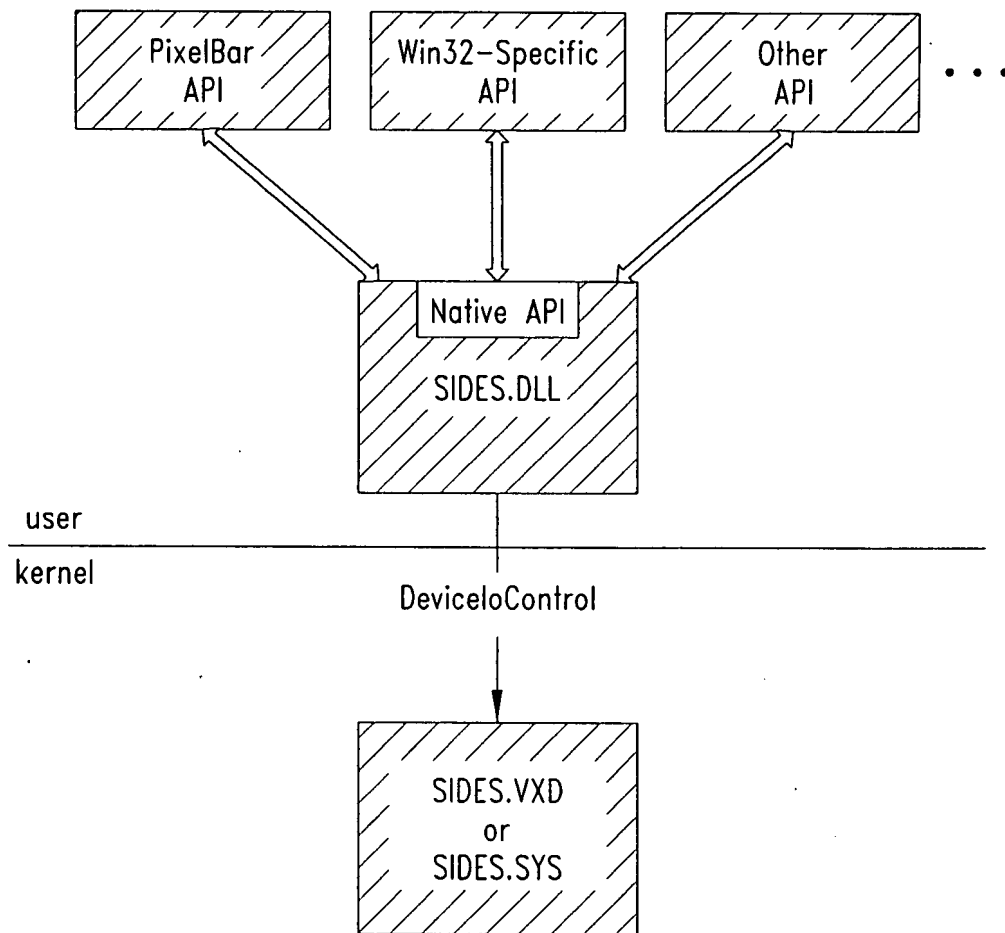 PixelBar
API
Win32-Specific
API
Other
API
• • •
Native API
SIDES.DLL
user
kernel
DeviceIoControl
SIDES.VXD
or
SIDES.SYS